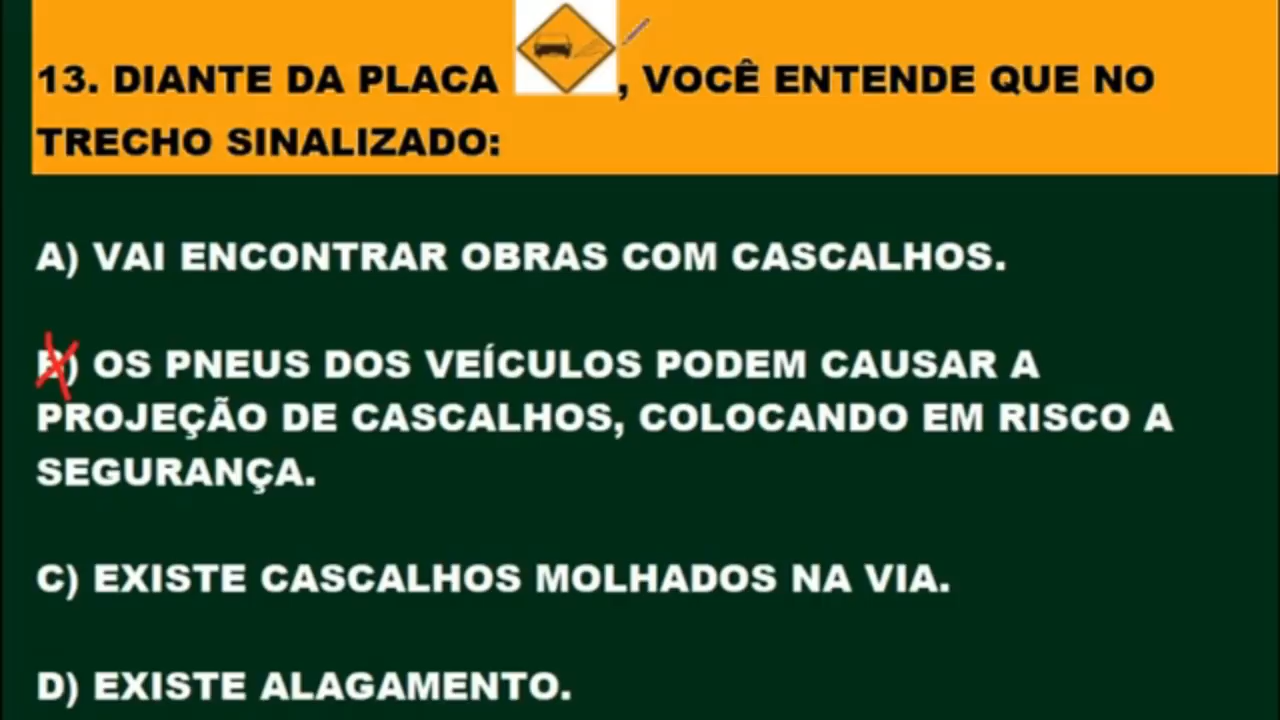 13. DIANTE DA PLACA , VOCÊ ENTENDE QUE NO
TRECHO SINALIZADO:
A) VAI ENCONTRAR OBRAS COM CASCALHOS.
B) OS PNEUS DOS VEÍCULOS PODEM CAUSAR A
PROJEÇÃO DE CASCALHOS, COLOCANDO EM RISCO A
SEGURANÇA.
C) EXISTE CASCALHOS MOLHADOS NA VIA.
D) EXISTE ALAGAMENTO.